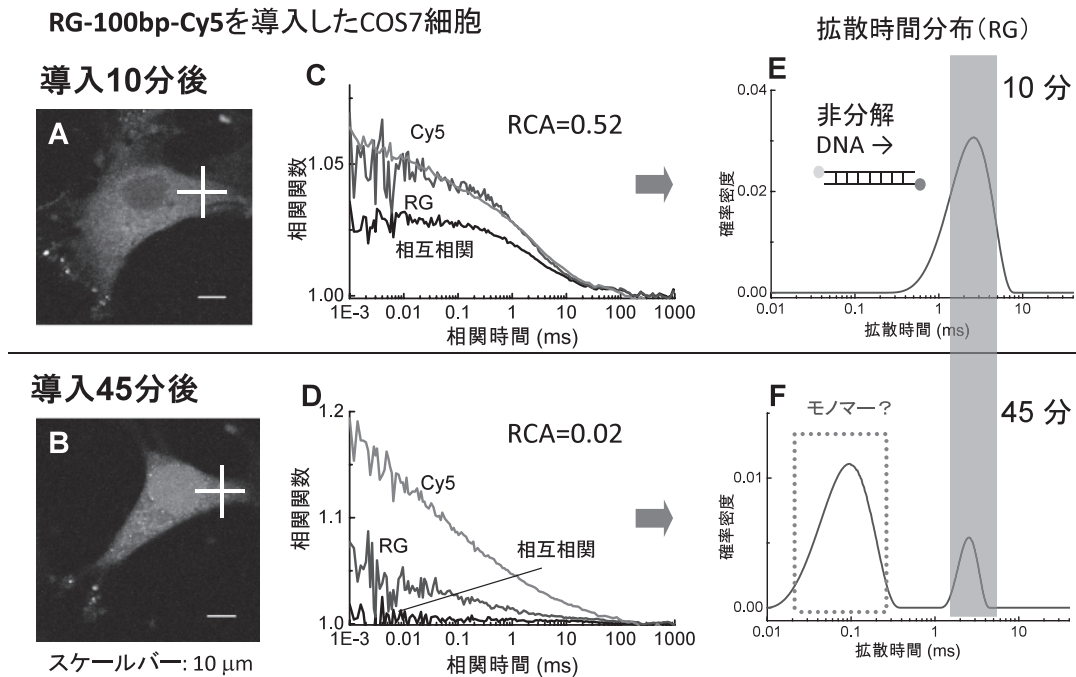 RG-100bp-Cy5を導入したCOS7細胞
拡散時間分布（RG）
導入10分後
A
C
RCA=0.52
Cy5
RG
相互相関
相関関数
1.05
1.00
1E-3 0.01 0.1 1 10 100 1000
相関時間 (ms)
E
10 分
非分解
DNA →
確率密度
0.04
0.02
0.00
0.01 0.1 1 10
拡散時間 (ms)
導入45分後
B
スケールバー: 10 μm
D
RCA=0.02
Cy5
RG
相互相関
相関関数
1.2
1.1
1.0
1E-3 0.01 0.1 1 10 100 1000
相関時間 (ms)
F
モノマー？
45 分
確率密度
0.01
0.00
0.01 0.1 1 10
拡散時間 (ms)